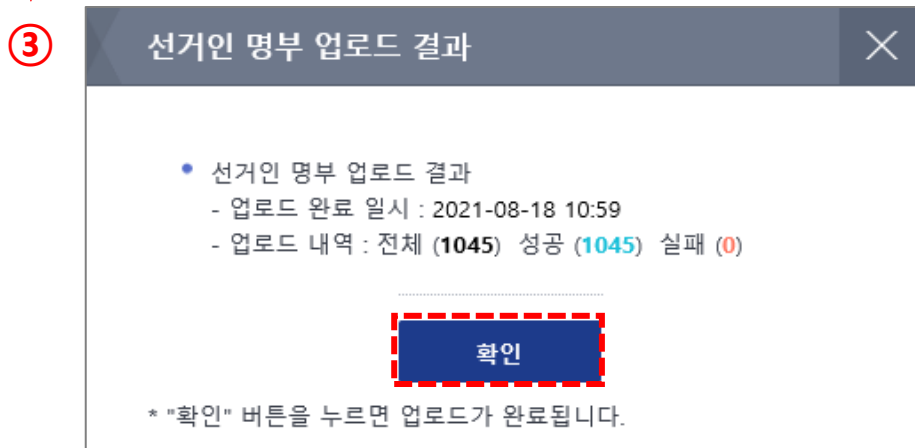 ③
선거인 명부 업로드 결과
• 선거인 명부 업로드 결과
- 업로드 완료 일시 : 2021-08-18 10:59
- 업로드 내역 : 전체 (1045) 성공 (1045) 실패 (0)
확인
* "확인" 버튼을 누르면 업로드가 완료됩니다.